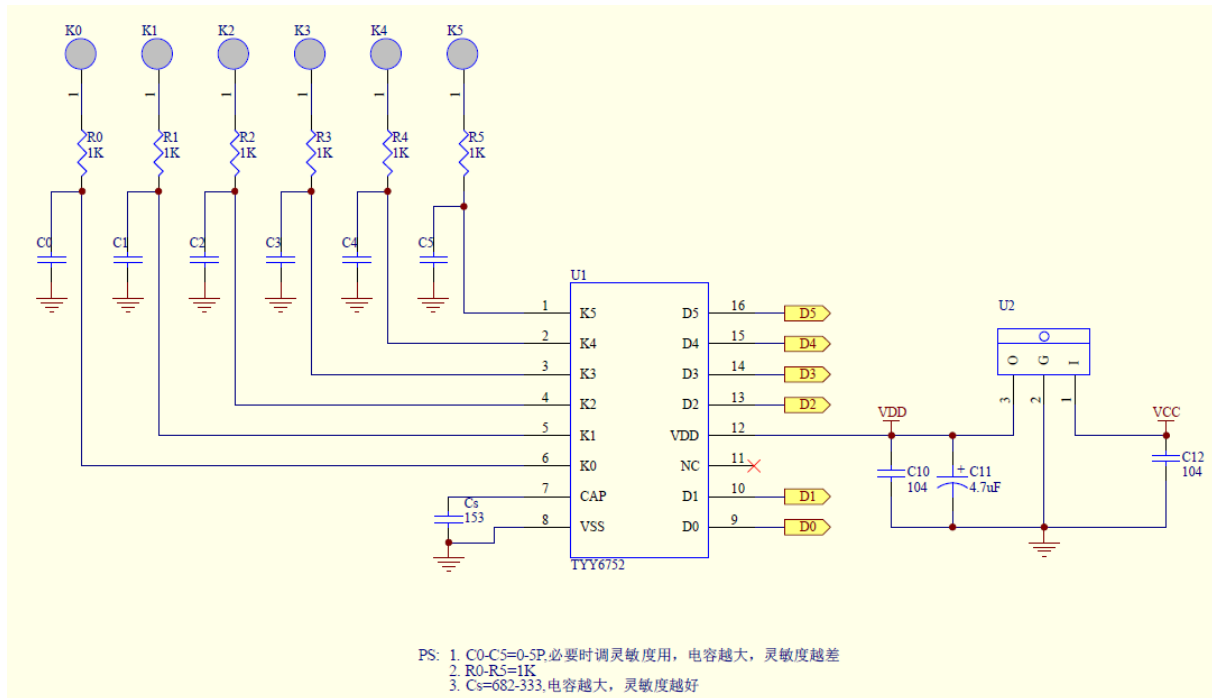 K0 K1 K2 K3 K4 K5
1 1 1 1 1 1
R0 R1 R2 R3 R4 R5
1K 1K 1K 1K 1K 1K
C0 C1 C2 C3 C4 C5
U1
1 K5 D5 16 D5
2 K4 D4 15 D4
3 K3 D3 14 D3
4 K2 D2 13 D2
5 K1 VDD 12
6 K0 NC 11
7 CAP D1 10 D1
8 VSS D0 9 D0
TYY6752
Cs
153
U2
O G I
3 2 1
VDD
VCC
C10
104
+ C11
4.7uF
C12
104
PS: 1. C0-C5=0-5P,必要时调灵敏度用，电容越大，灵敏度越差
2. R0-R5=1K
3. Cs=682-333,电容越大，灵敏度越好